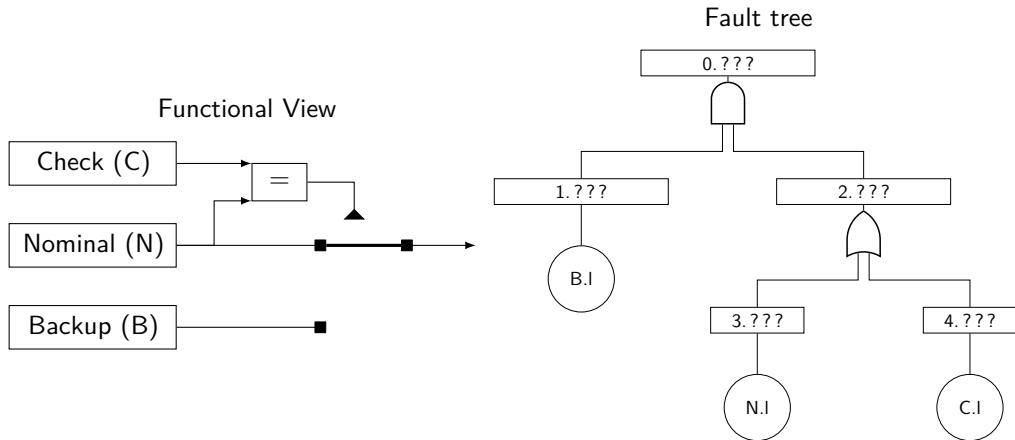 Fault tree
0. ? ? ?
Functional View
Check (C)
=
1. ? ? ?
2. ? ? ?
Nominal (N)
B.I
Backup (B)
3. ? ? ?
4. ? ? ?
N.I
C.I